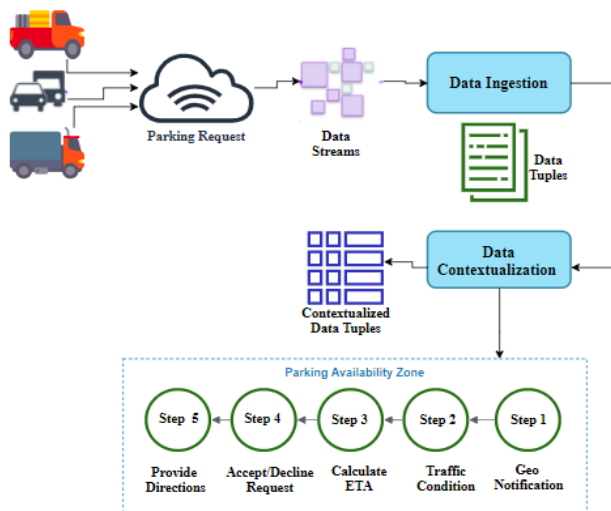 Parking Request
Data
Streams
Data Ingestion
Data
Tuples
Data
Contextualization
Contextualized
Data Tuples
Parking Availability Zone
Step 5
Step 4
Step 3
Step 2
Step 1
Provide
Directions
Accept/Decline
Request
Calculate
ETA
Traffic
Condition
Geo
Notification